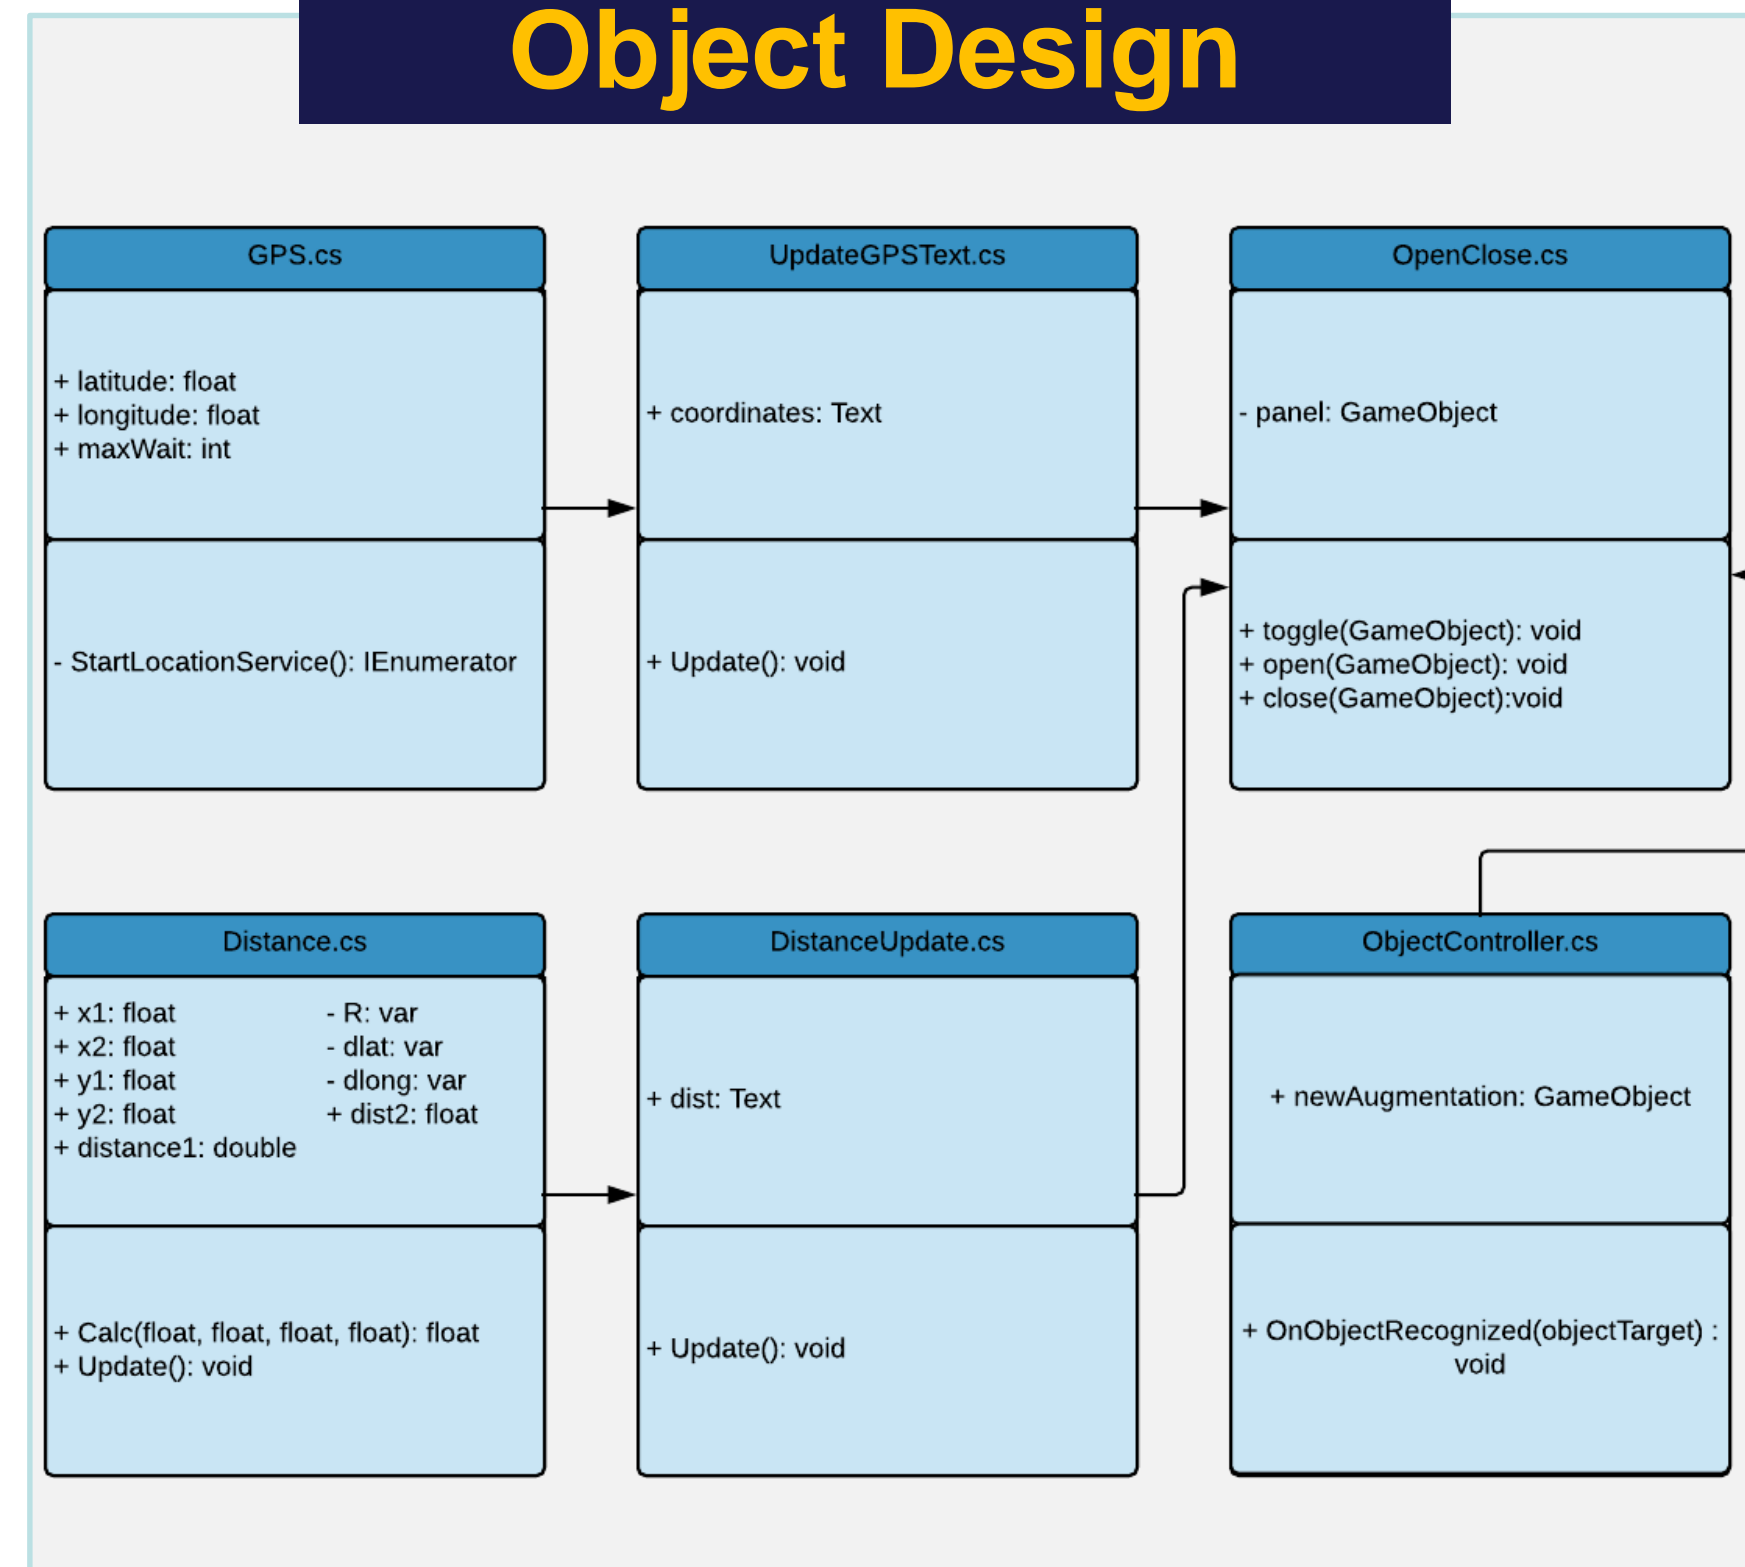 Object Design
GPS.cs
+ latitude: float
+ longitude: float
+ maxWait: int
- StartLocationService(): IEnumerator
UpdateGPSText.cs
+ coordinates: Text
+ Update(): void
OpenClose.cs
- panel: GameObject
+ toggle(GameObject): void
+ open(GameObject): void
+ close(GameObject):void
Distance.cs
+ x1: float
+ x2: float
+ y1: float
+ y2: float
+ distance1: double
- R: var
- dlat: var
- dlong: var
+ dist2: float
+ Calc(float, float, float, float): float
+ Update(): void
DistanceUpdate.cs
+ dist: Text
+ Update(): void
ObjectController.cs
+ newAugmentation: GameObject
+ OnObjectRecognized(objectTarget) :
void